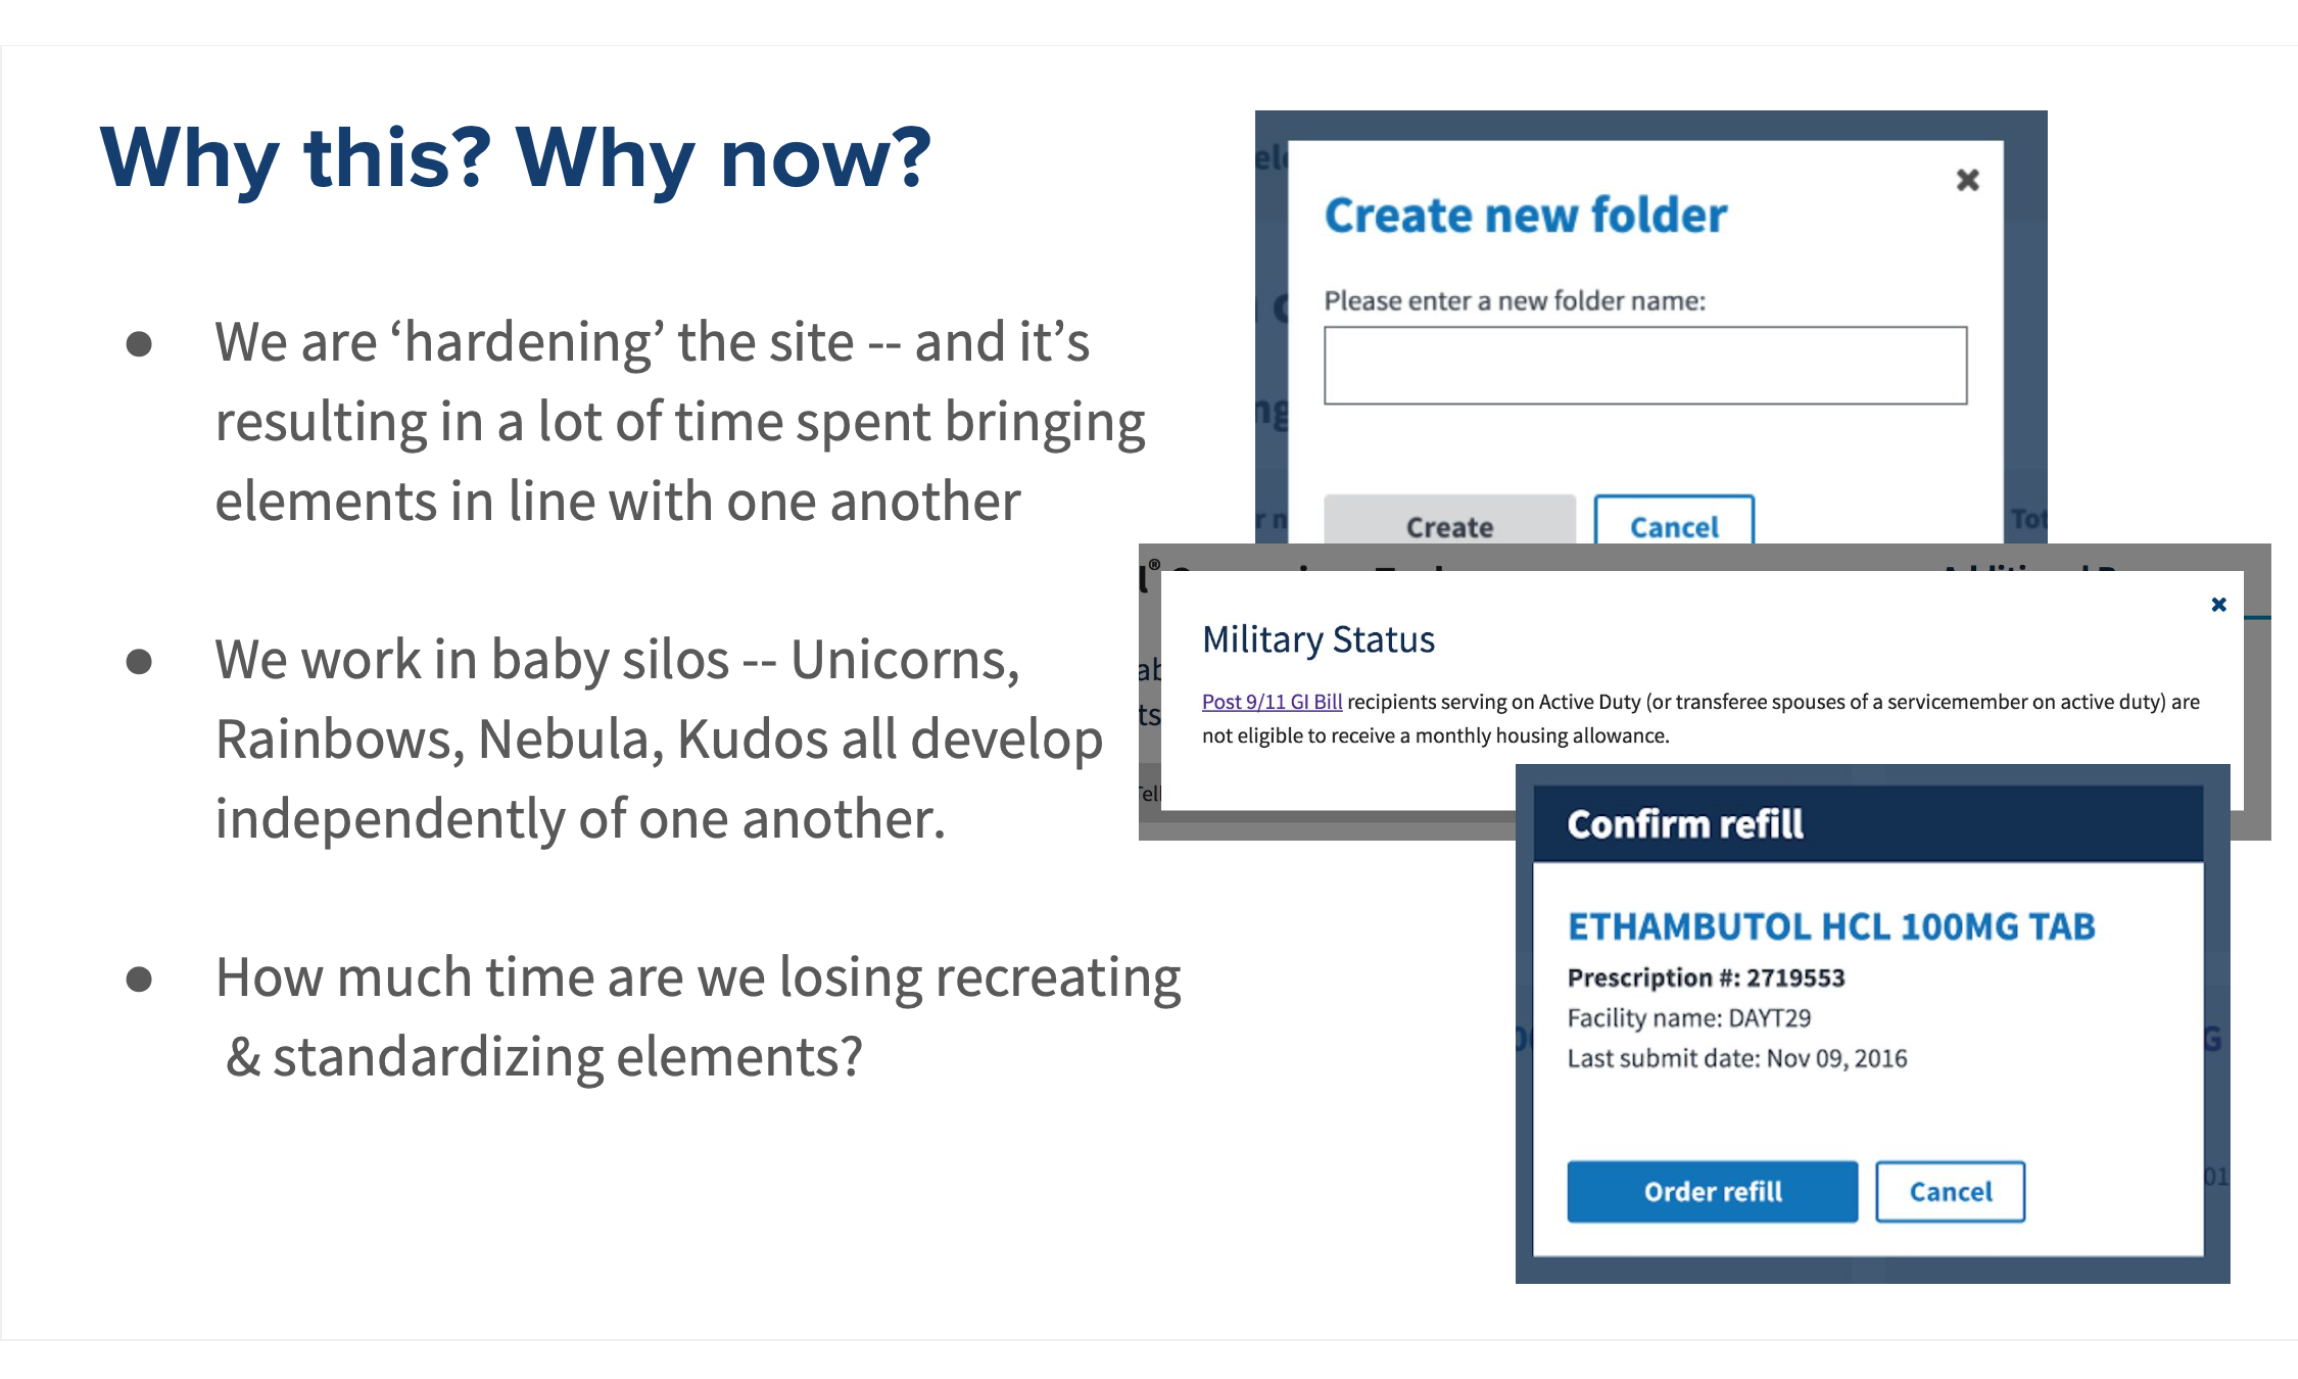 Why this? Why now?
● We are ‘hardening’ the site -- and it’s
resulting in a lot of time spent bringing
elements in line with one another
● We work in baby silos -- Unicorns,
Rainbows, Nebula, Kudos all develop
independently of one another.
● How much time are we losing recreating
& standardizing elements?
Create new folder
Please enter a new folder name:
Create Cancel
Military Status
Post 9/11 GI Bill recipients serving on Active Duty (or transferee spouses of a servicemember on active duty) are
not eligible to receive a monthly housing allowance.
Confirm refill
ETHAMBUTOL HCL 100MG TAB
Prescription #: 2719553
Facility name: DAYT29
Last submit date: Nov 09, 2016
Order refill Cancel